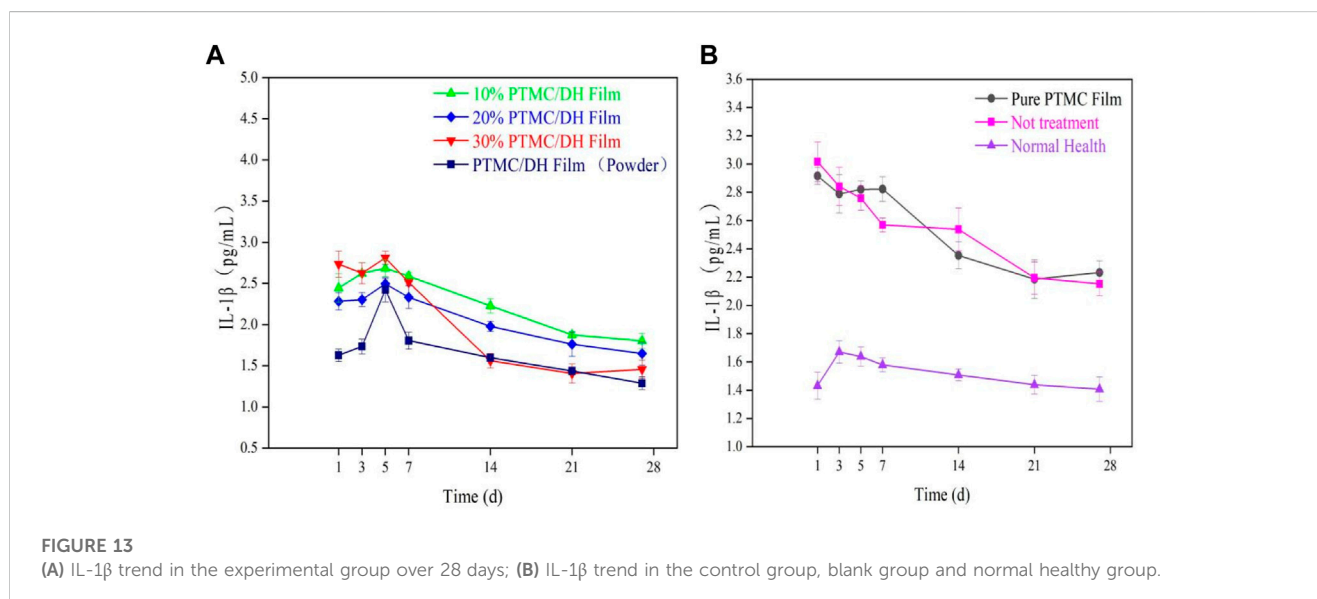 A
5.0
4.5
4.0
3.5
3.0
2.5
2.0
1.5
1.0
0.5
IL-1β（pg/mL）
10% PTMC/DH Film
20% PTMC/DH Film
30% PTMC/DH Film
PTMC/DH Film （Powder）
1 3 5 7 14 21 28
Time (d)
B
3.6
3.4
3.2
3.0
2.8
2.6
2.4
2.2
2.0
1.8
1.6
1.4
1.2
1.0
IL-1β （pg/mL）
Pure PTMC Film
Not treatment
Normal Health
1 3 5 7 14 21 28
Time (d)
FIGURE 13
(A) IL-1β trend in the experimental group over 28 days; (B) IL-1β trend in the control group, blank group and normal healthy group.